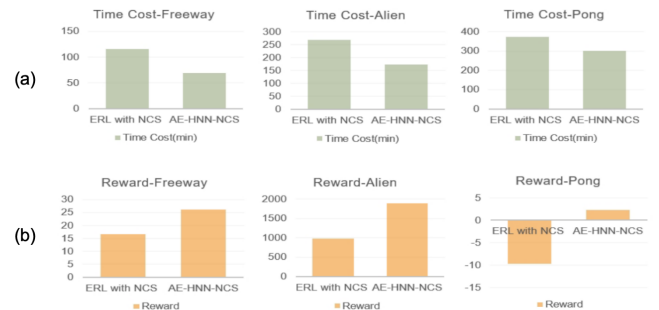 Time Cost-Freeway
150
100
50
0
ERL with NCS AE-HNN-NCS
Time Cost(min)
Time Cost-Alien
300
250
200
150
100
50
0
ERL with NCS AE-HNN-NCS
Time Cost(min)
Time Cost-Pong
400
300
200
100
0
ERL with NCS AE-HNN-NCS
Time Cost(min)
(a)
Reward-Freeway
30
25
20
15
10
5
0
ERL with NCS AE-HNN-NCS
Reward
Reward-Alien
2000
1500
1000
500
0
ERL with NCS AE-HNN-NCS
Reward
Reward-Pong
5
0
-5
-10
-15
ERL with NCS AE-HNN-NCS
Reward
(b)